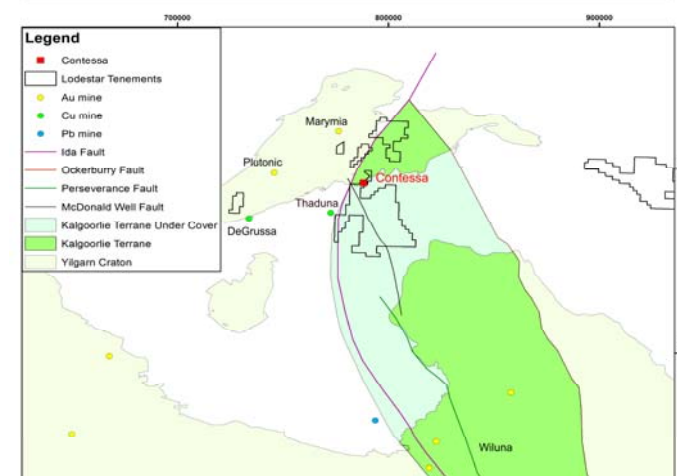 700000 800000 900000
Legend
Contessa
Lodestar Tenements
Au mine
Cu mine
Pb mine
Ida Fault
Ockerburry Fault
Perseverance Fault
McDonald Well Fault
Kalgoorlie Terrane Under Cover
Kalgoorlie Terrane
Yilgarn Craton
Marymia
Plutonic
Contessa
Thaduna
DeGrussa
Wiluna